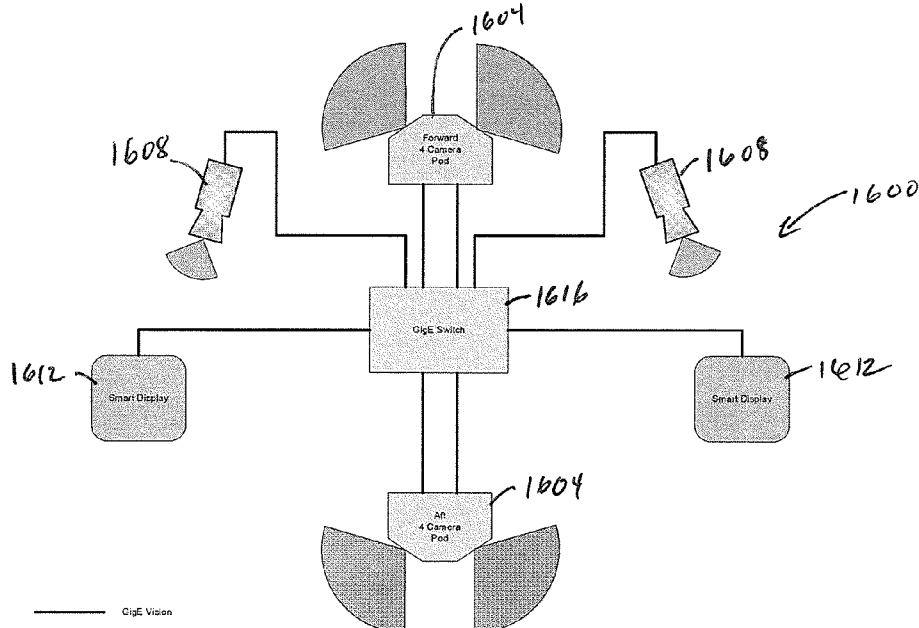 1604
Forward
4 Camera
Pod
1608
1608
1600
1616
GigE Switch
1612
Smart Display
1612
Smart Display
1604
Aft
4 Camera
Pod
GigE Vision